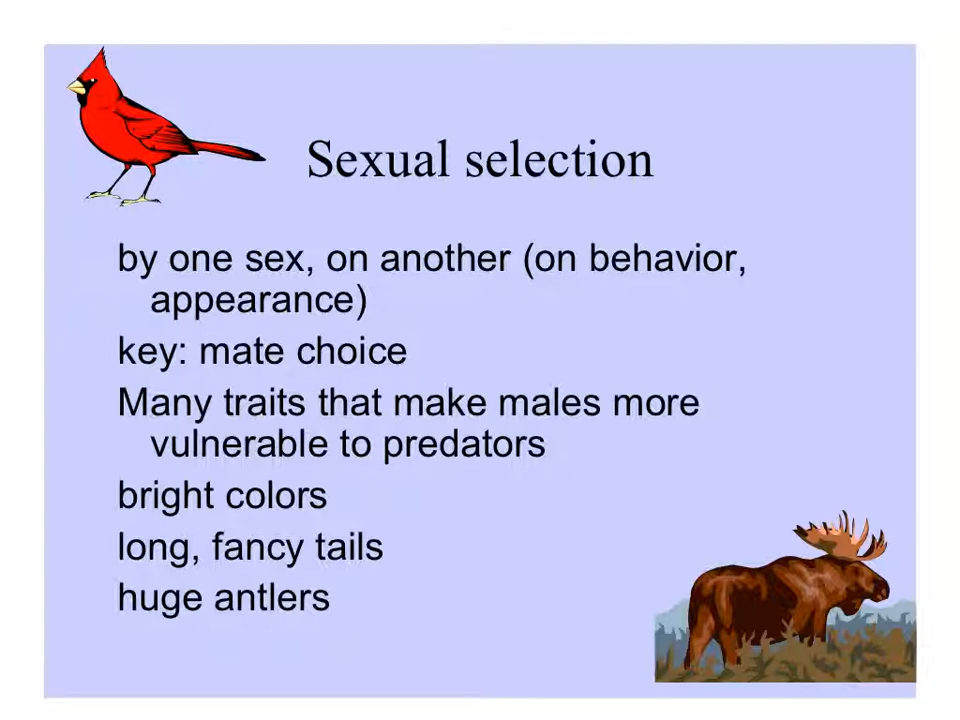 Sexual selection
by one sex, on another (on behavior,
appearance)
key: mate choice
Many traits that make males more
vulnerable to predators
bright colors
long, fancy tails
huge antlers